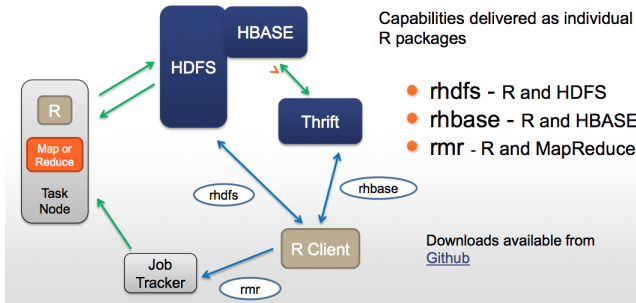 Capabilities delivered as individual
R packages
HBASE
HDFS
R
Map or
Reduce
Task
Node
Thrift
rhdfs - R and HDFS
rhbase - R and HBASE
rmr - R and MapReduce
rhdfs
rhbase
R Client
Job
Tracker
rmr
Downloads available from
Github